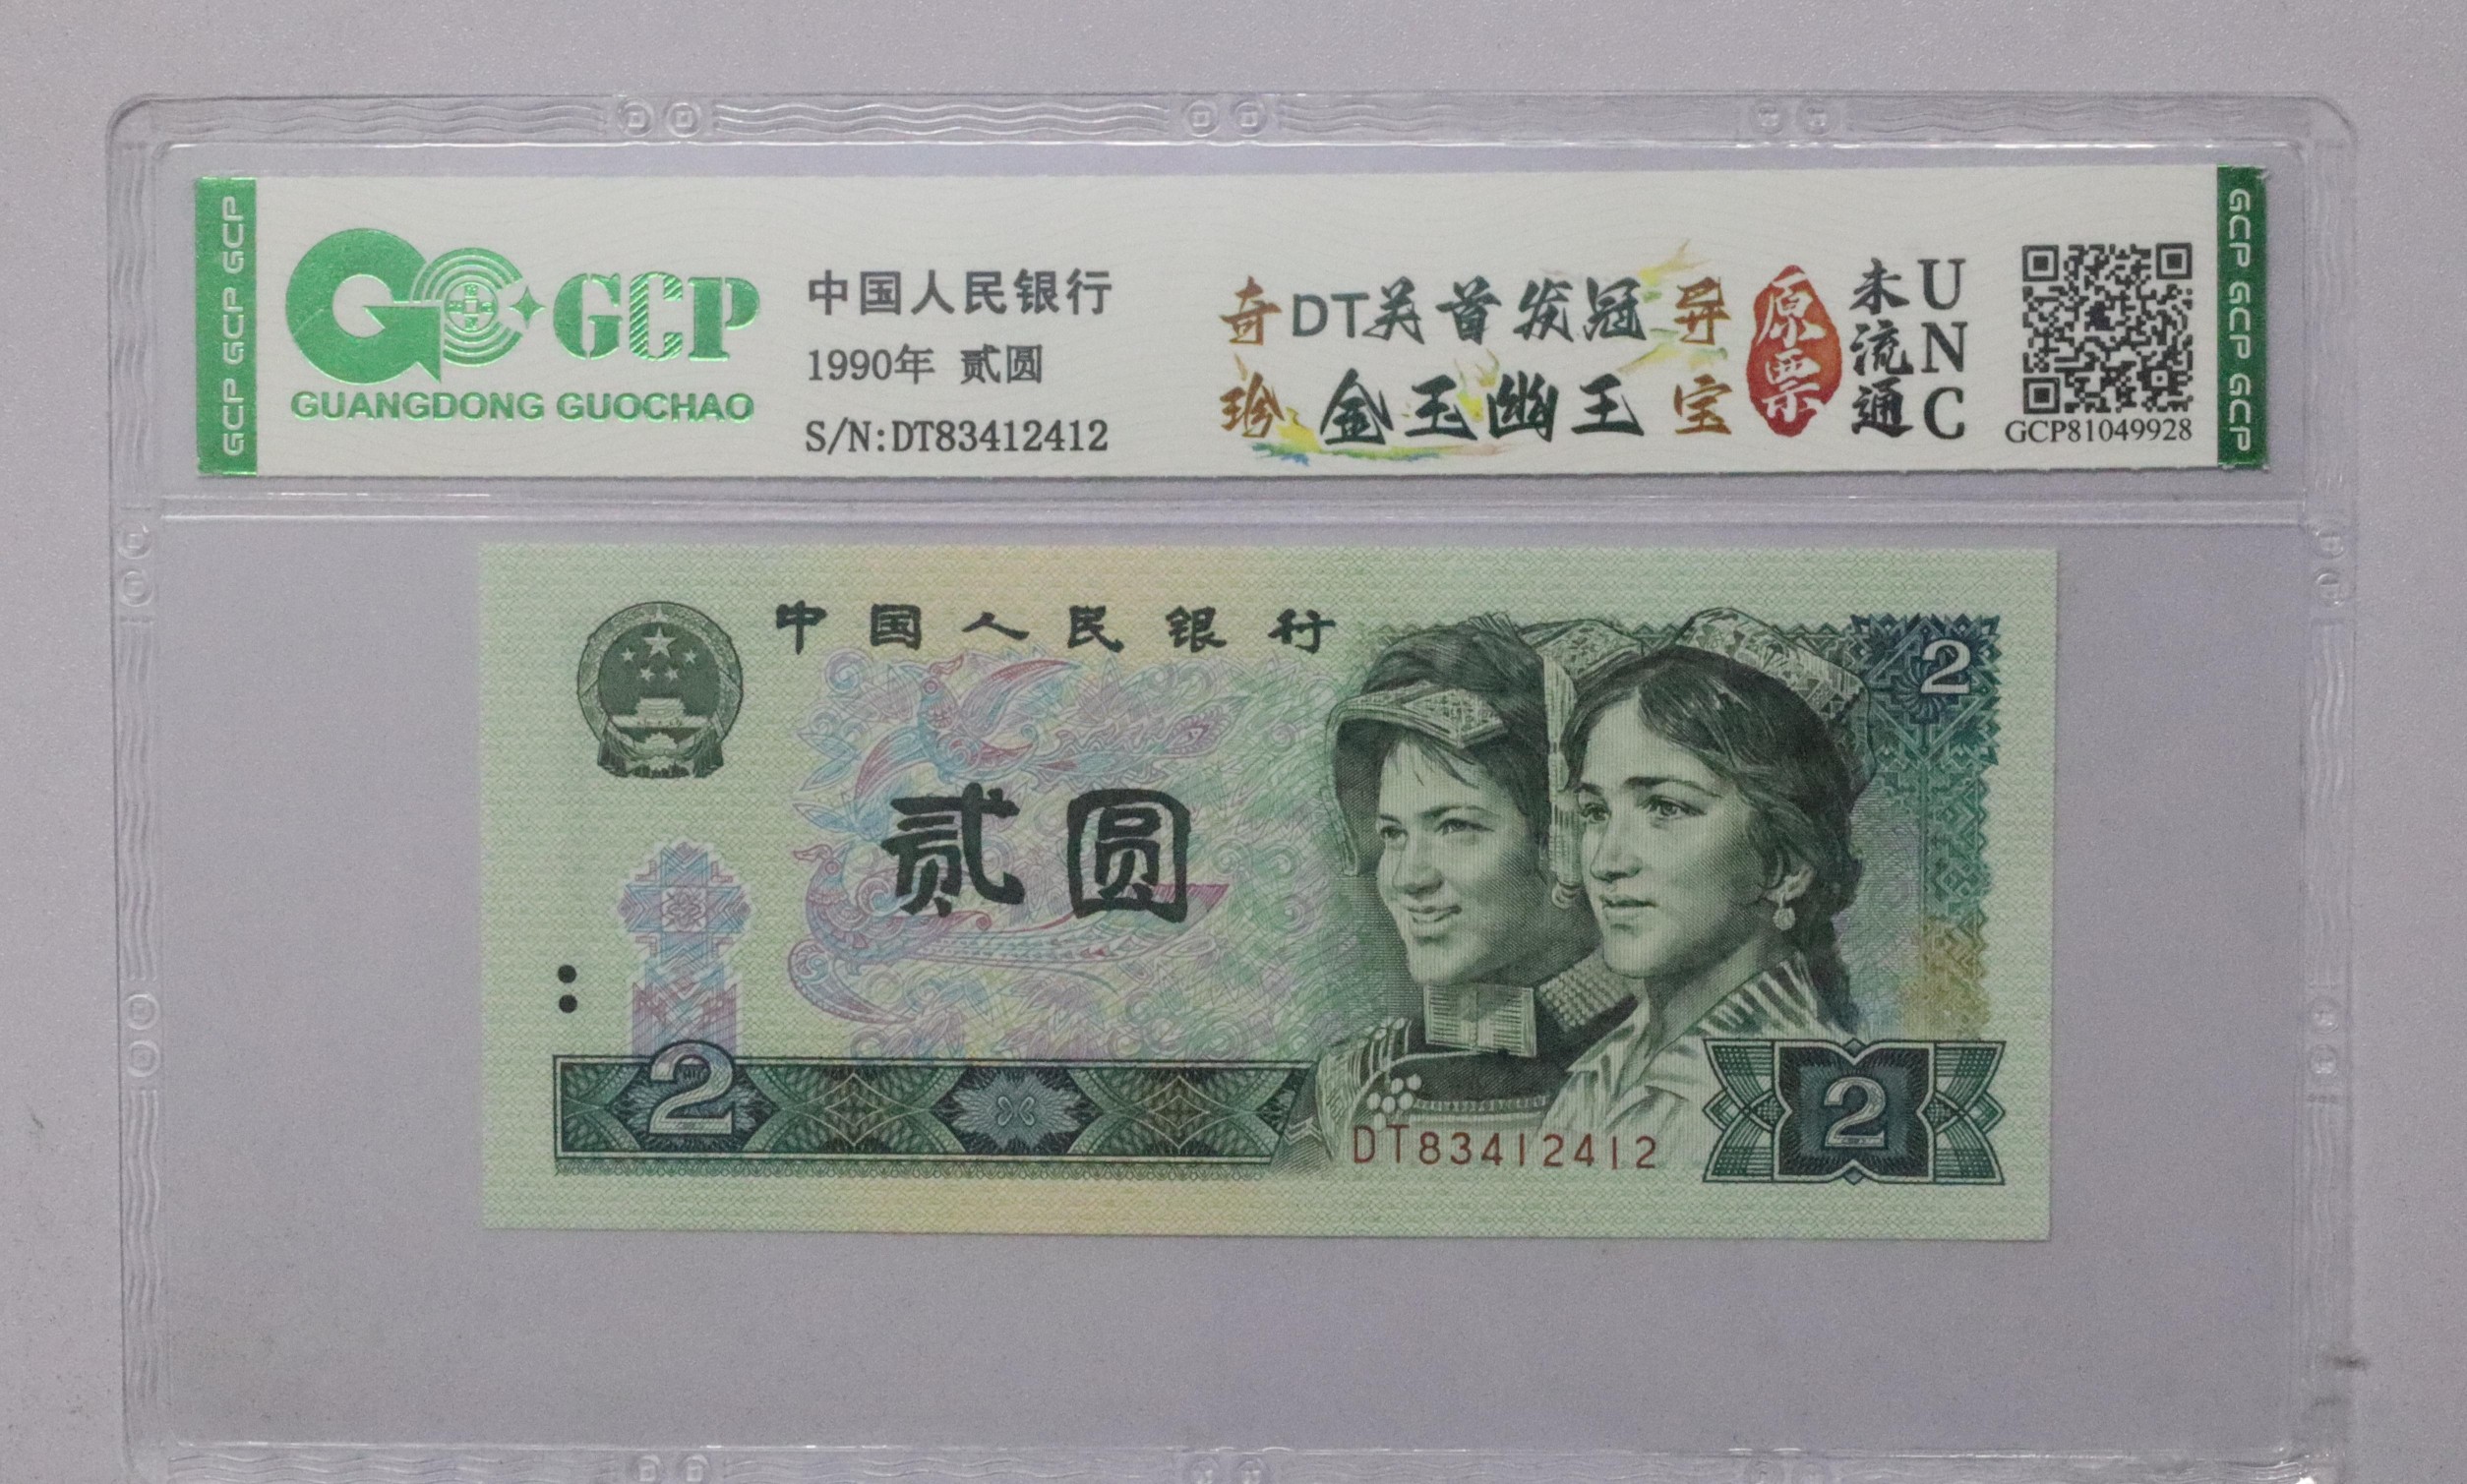 GCP GCP GCP
GCP
GUANGDONG GUOCHAO
中国人民银行
1990年 贰圆
S/N:DT83412412
奇珍
DT关首发冠
金玉幽王
异宝
原票
未流通
UNC
GCP81049928
GCP GCP GCP
中国人民银行
贰圆
2
2
DT83412412
2